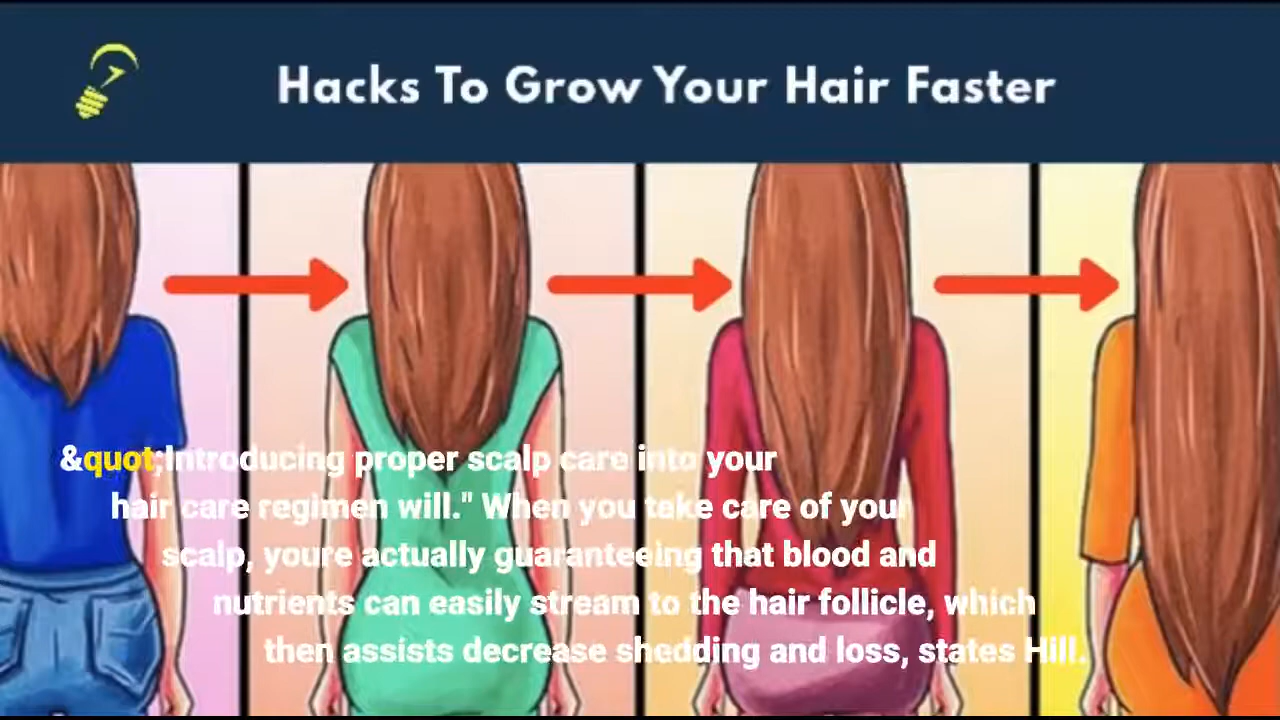 Hacks To Grow Your Hair Faster
&quot;Introducing proper scalp care into your
hair care regimen will." When you take care of your
scalp, youre actually guaranteeing that blood and
nutrients can easily stream to the hair follicle, which
then assists decrease shedding and loss, states Hill.